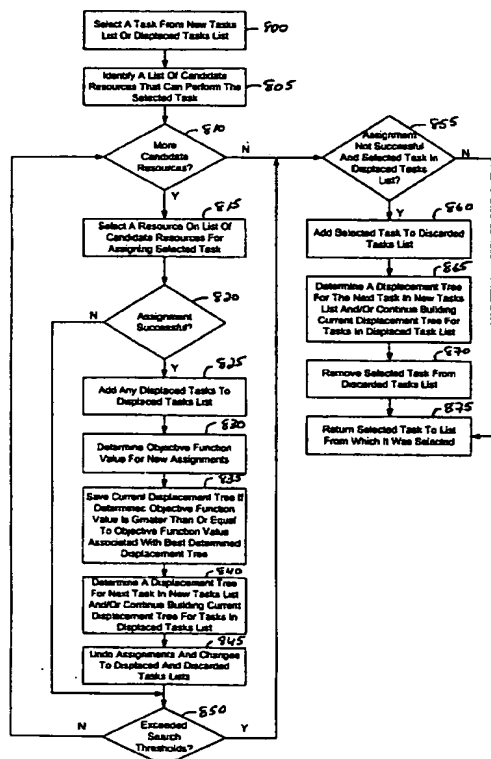 Select A Task From New Tasks
List Or Displaced Tasks List
800
Identify A List Of Candidate
Resources That Can Perform The
Selected Task
805
810
More
Candidate
Resources?
N
Y
815
Select A Resource On List Of
Candidate Resources For
Assigning Selected Task
820
Assignment
Successful?
N
Y
825
Add Any Displaced Tasks To
Displaced Tasks List
830
Determine Objective Function
Value For New Assignments
835
Save Current Displacement Tree If
Determined Objective Function
Value Is Greater Than Or Equal
To Objective Function Value
Associated With Best Determined
Displacement Tree
840
Determine A Displacement Tree
For Next Task In New Tasks List
And/Or Continue Building Current
Displacement Tree For Tasks In
Displaced Tasks List
845
Undo Assignments And Changes
To Displaced And Discarded
Tasks Lists
850
Exceeded
Search
Thresholds?
N
Y
855
Assignment
Not Successful
And Selected Task In
Displaced Tasks
List?
N
Y
860
Add Selected Task To Discarded
Tasks List
865
Determine A Displacement Tree
For The Next Task In New Tasks
List And/Or Continue Building
Current Displacement Tree For
Tasks In Displaced Task List
870
Remove Selected Task From
Discarded Tasks List
875
Return Selected Task To List
From Which It Was Selected